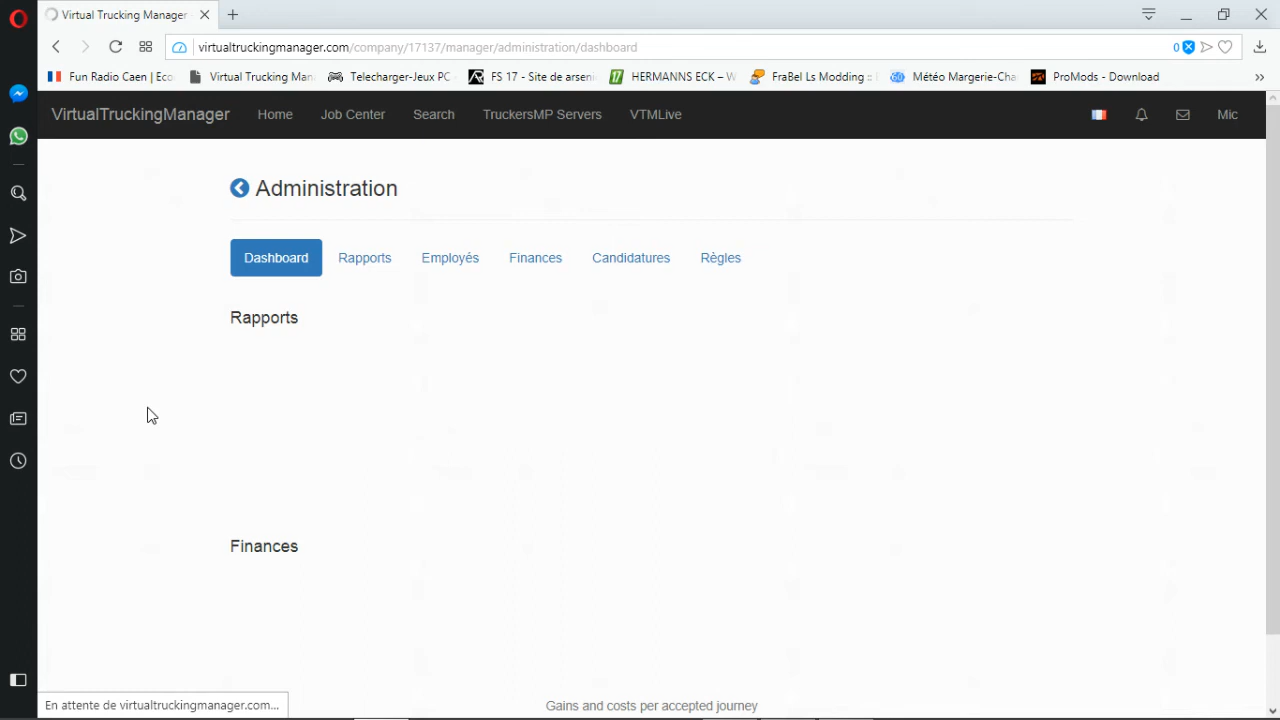 Virtual Trucking Manager
virtualtruckingmanager.com/company/17137/manager/administration/dashboard
0
Fun Radio Caen | Eco
Virtual Trucking Man
Telecharger-Jeux PC
FS 17 - Site de arseni
HERMANNS ECK – W
FraBel Ls Modding ::
Météo Margerie-Cha
ProMods - Download
»
VirtualTruckingManager
Home
Job Center
Search
TruckersMP Servers
VTMLive
Mic
Administration
Dashboard
Rapports
Employés
Finances
Candidatures
Règles
Rapports
Finances
En attente de virtualtruckingmanager.com...
Gains and costs per accepted journey